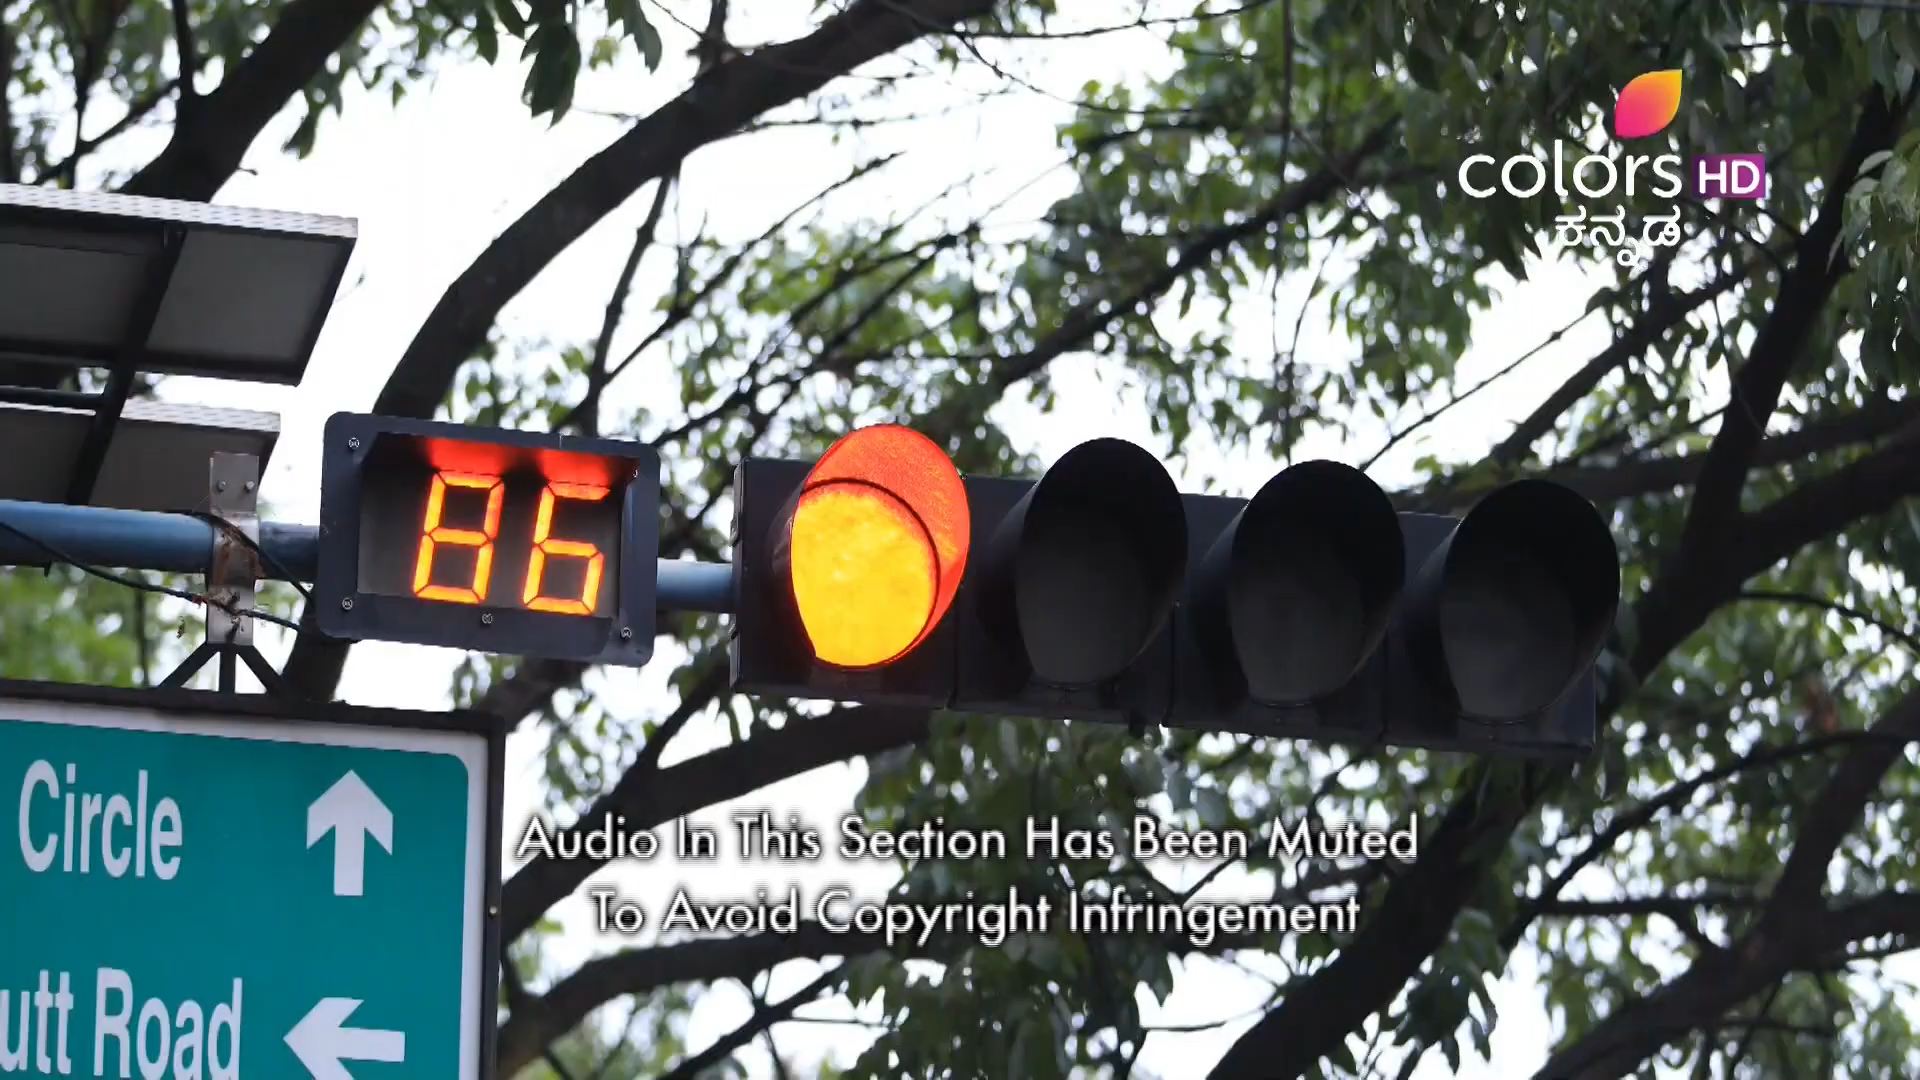 colors HD
ಕನ್ನಡ
86
Circle
utt Road
Audio In This Section Has Been Muted
To Avoid Copyright Infringement